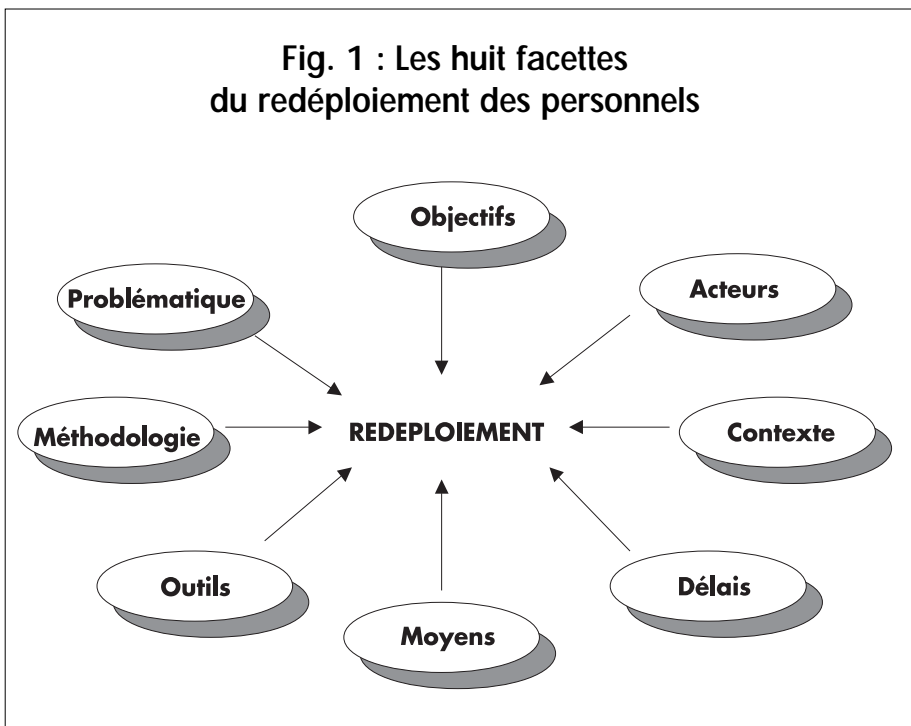 Fig. 1 : Les huit facettes
du redéploiement des personnels
Objectifs
Problématique
Acteurs
Méthodologie
REDEPLOIEMENT
Contexte
Outils
Délais
Moyens